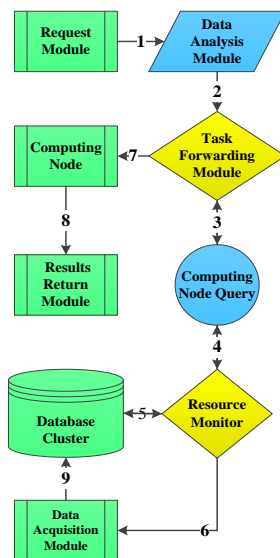 Request
Module
1
Data
Analysis
Module
2
Computing
Node
7
Task
Forwarding
Module
8
3
Results
Return
Module
Computing
Node Query
4
Database
Cluster
5
Resource
Monitor
9
6
Data
Acquisition
Module